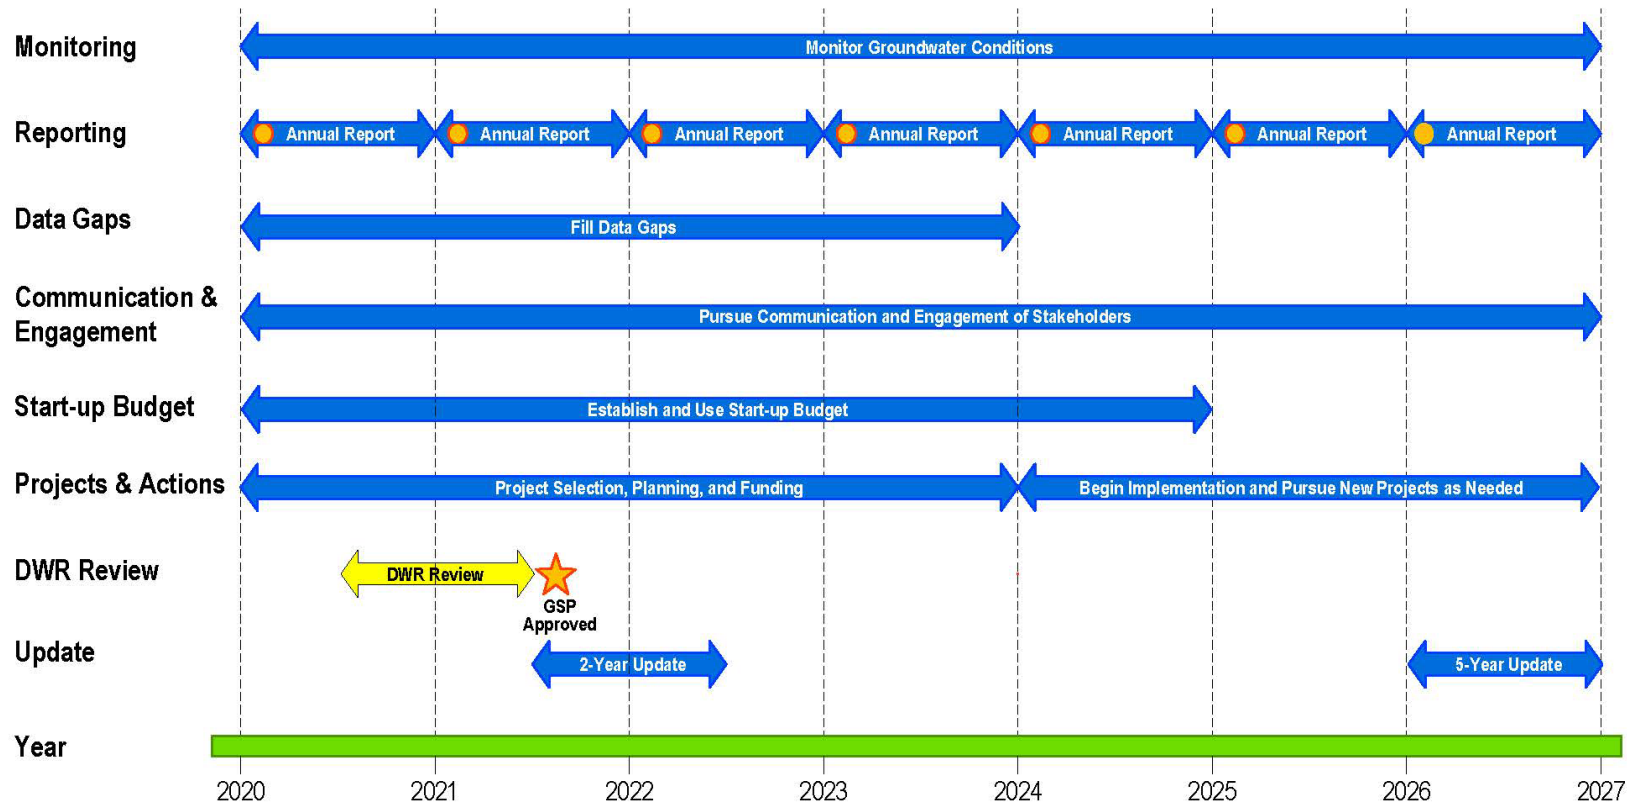 Monitoring
Monitor Groundwater Conditions
Reporting
Annual Report
Annual Report
Annual Report
Annual Report
Annual Report
Annual Report
Annual Report
Data Gaps
Fill Data Gaps
Communication &
Engagement
Pursue Communication and Engagement of Stakeholders
Start-up Budget
Establish and Use Start-up Budget
Projects & Actions
Project Selection, Planning, and Funding
Begin Implementation and Pursue New Projects as Needed
DWR Review
DWR Review
GSP
Approved
Update
2-Year Update
5-Year Update
Year
2020
2021
2022
2023
2024
2025
2026
2027